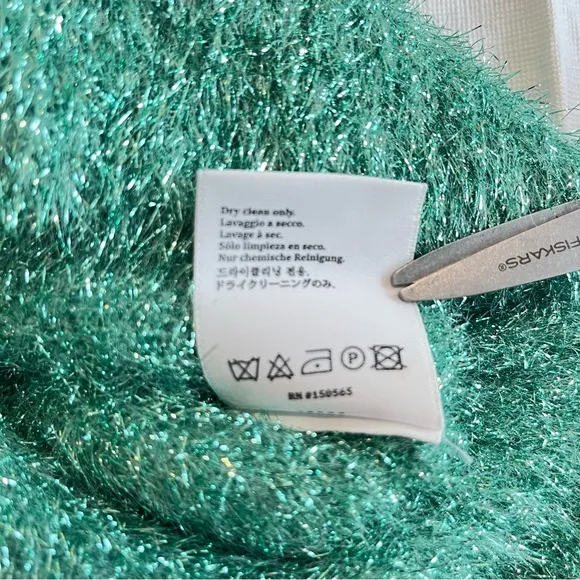 Dry clean only.
Lavaggio a secco.
Lavage à sec.
Sólo limpieza en seco.
Nur chemische Reinigung.
드라이클리닝 전용.
ドライクリーニングのみ.
P
RN #150565
FISKARS®